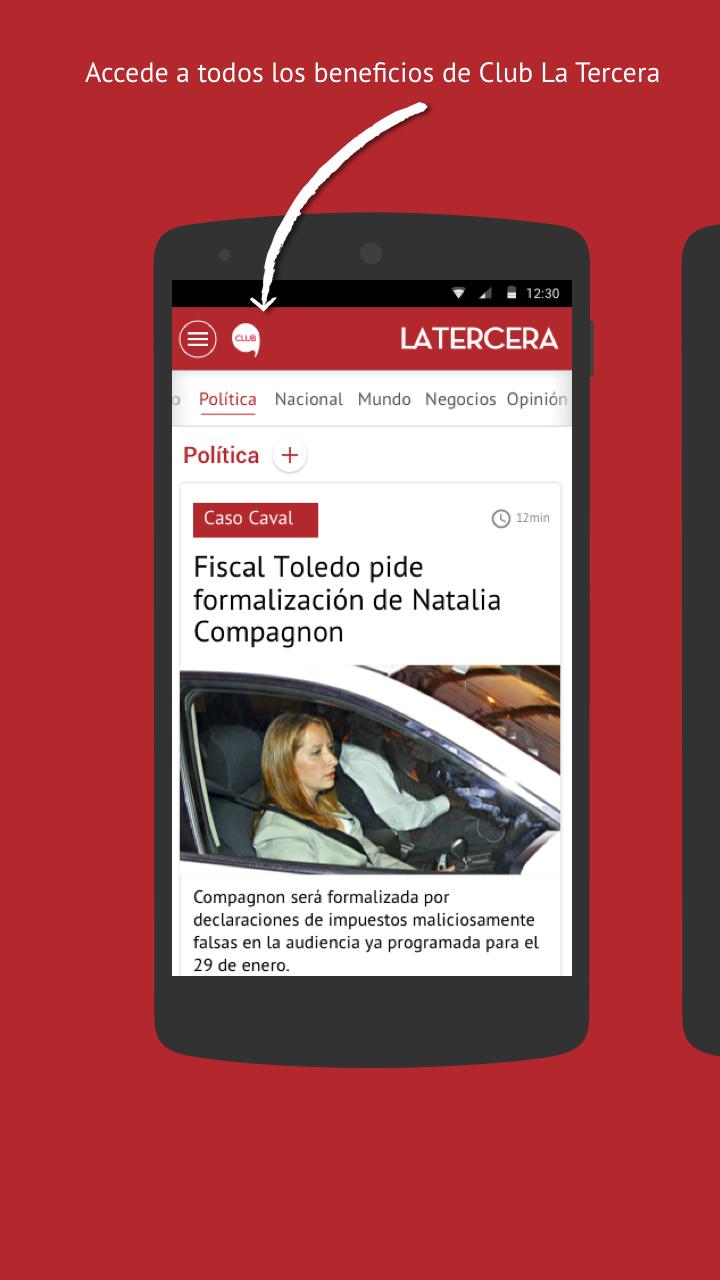 Accede a todos los beneficios de Club La Tercera
12:30
CLUB
LATERCERA
o Política Nacional Mundo Negocios Opinión
Política +
Caso Caval
12min
Fiscal Toledo pide
formalización de Natalia
Compagnon
Compagnon será formalizada por
declaraciones de impuestos maliciosamente
falsas en la audiencia ya programada para el
29 de enero.